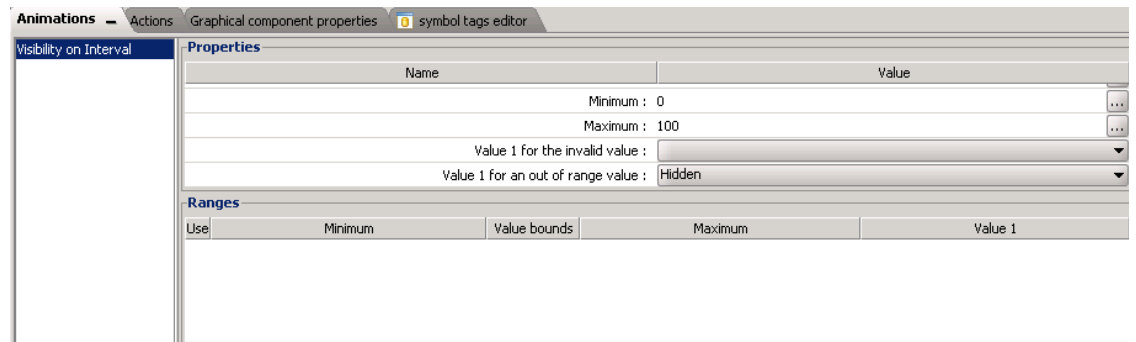 Animations Actions Graphical component properties symbol tags editor
Visibility on Interval
Properties
Name Value
Minimum : 0 ...
Maximum : 100 ...
Value 1 for the invalid value :
Value 1 for an out of range value : Hidden
Ranges
Use Minimum Value bounds Maximum Value 1